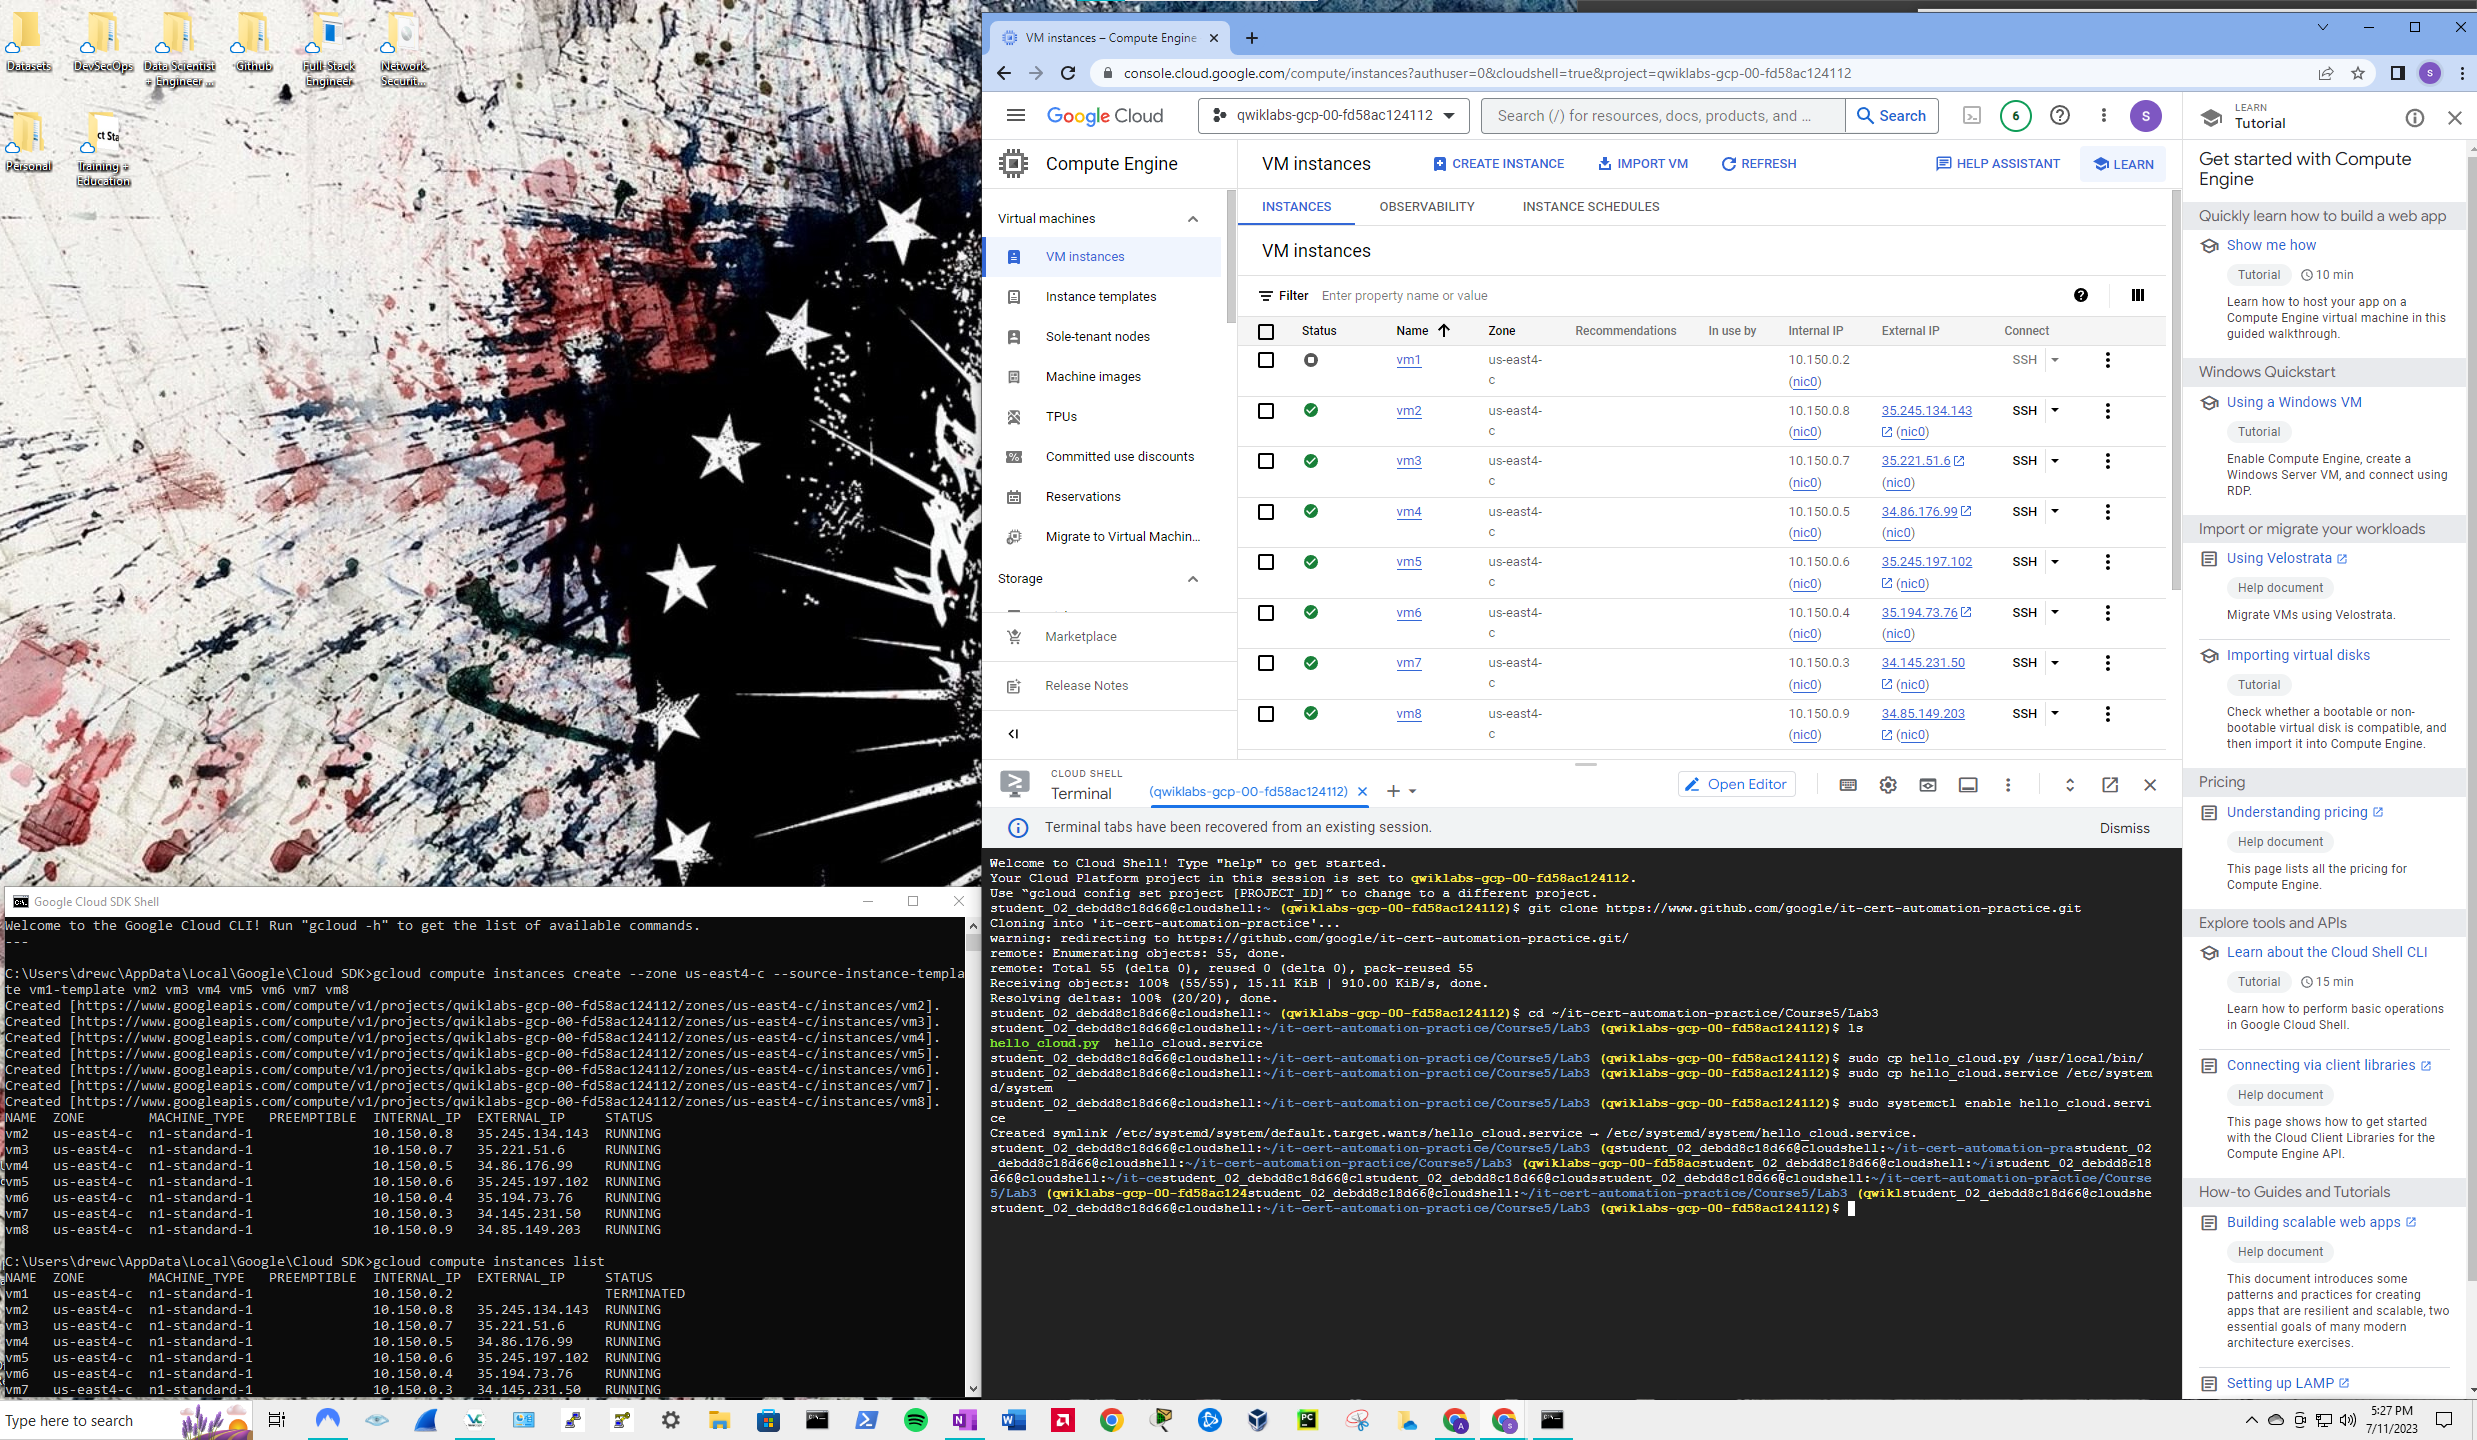 Datasets
DevSecOps
Data Scientist
+ Engineer ...
Github
Full-Stack
Engineer
Network
Securit...
Personal
Training +
Education
VM instances – Compute Engine
console.cloud.google.com/compute/instances?authuser=0&cloudshell=true&project=qwiklabs-gcp-00-fd58ac124112
S
Google Cloud
qwiklabs-gcp-00-fd58ac124112
Search (/) for resources, docs, products, and ...
Search
6
S
LEARN
Tutorial
Compute Engine
VM instances
CREATE INSTANCE
IMPORT VM
REFRESH
HELP ASSISTANT
LEARN
Virtual machines
VM instances
Instance templates
Sole-tenant nodes
Machine images
TPUs
Committed use discounts
Reservations
Migrate to Virtual Machin...
Storage
Marketplace
Release Notes
INSTANCES OBSERVABILITY INSTANCE SCHEDULES
VM instances
Filter Enter property name or value
Status Name Zone Recommendations In use by Internal IP External IP Connect
vm1 us-east4-c 10.150.0.2 (nic0) SSH
vm2 us-east4-c 10.150.0.8 (nic0) 35.245.134.143 (nic0) SSH
vm3 us-east4-c 10.150.0.7 (nic0) 35.221.51.6 (nic0) SSH
vm4 us-east4-c 10.150.0.5 (nic0) 34.86.176.99 (nic0) SSH
vm5 us-east4-c 10.150.0.6 (nic0) 35.245.197.102 (nic0) SSH
vm6 us-east4-c 10.150.0.4 (nic0) 35.194.73.76 (nic0) SSH
vm7 us-east4-c 10.150.0.3 (nic0) 34.145.231.50 (nic0) SSH
vm8 us-east4-c 10.150.0.9 (nic0) 34.85.149.203 (nic0) SSH
Get started with Compute
Engine
Quickly learn how to build a web app
Show me how
Tutorial 10 min
Learn how to host your app on a
Compute Engine virtual machine in this
guided walkthrough.
Windows Quickstart
Using a Windows VM
Tutorial
Enable Compute Engine, create a
Windows Server VM, and connect using
RDP.
Import or migrate your workloads
Using Velostrata
Help document
Migrate VMs using Velostrata.
Importing virtual disks
Tutorial
Check whether a bootable or non-
bootable virtual disk is compatible, and
then import it into Compute Engine.
Pricing
Understanding pricing
Help document
This page lists all the pricing for
Compute Engine.
Explore tools and APIs
Learn about the Cloud Shell CLI
Tutorial 15 min
Learn how to perform basic operations
in Google Cloud Shell.
Connecting via client libraries
Help document
This page shows how to get started
with the Cloud Client Libraries for the
Compute Engine API.
How-to Guides and Tutorials
Building scalable web apps
Help document
This document introduces some
patterns and practices for creating
apps that are resilient and scalable, two
essential goals of many modern
architecture exercises.
Setting up LAMP
CLOUD SHELL
Terminal
(qwiklabs-gcp-00-fd58ac124112)
Open Editor
Terminal tabs have been recovered from an existing session.
Dismiss
Welcome to Cloud Shell! Type "help" to get started.
Your Cloud Platform project in this session is set to qwiklabs-gcp-00-fd58ac124112.
Use “gcloud config set project [PROJECT_ID]” to change to a different project.
student_02_debdd8c18d66@cloudshell:~ (qwiklabs-gcp-00-fd58ac124112)$ git clone https://www.github.com/google/it-cert-automation-practice.git
Cloning into 'it-cert-automation-practice'...
warning: redirecting to https://github.com/google/it-cert-automation-practice.git/
remote: Enumerating objects: 55, done.
remote: Total 55 (delta 0), reused 0 (delta 0), pack-reused 55
Receiving objects: 100% (55/55), 15.11 KiB | 910.00 KiB/s, done.
Resolving deltas: 100% (20/20), done.
student_02_debdd8c18d66@cloudshell:~ (qwiklabs-gcp-00-fd58ac124112)$ cd ~/it-cert-automation-practice/Course5/Lab3
student_02_debdd8c18d66@cloudshell:~/it-cert-automation-practice/Course5/Lab3 (qwiklabs-gcp-00-fd58ac124112)$ ls
hello_cloud.py hello_cloud.service
student_02_debdd8c18d66@cloudshell:~/it-cert-automation-practice/Course5/Lab3 (qwiklabs-gcp-00-fd58ac124112)$ sudo cp hello_cloud.py /usr/local/bin/
student_02_debdd8c18d66@cloudshell:~/it-cert-automation-practice/Course5/Lab3 (qwiklabs-gcp-00-fd58ac124112)$ sudo cp hello_cloud.service /etc/system
d/system
student_02_debdd8c18d66@cloudshell:~/it-cert-automation-practice/Course5/Lab3 (qwiklabs-gcp-00-fd58ac124112)$ sudo systemctl enable hello_cloud.servi
ce
Created symlink /etc/systemd/system/default.target.wants/hello_cloud.service → /etc/systemd/system/hello_cloud.service.
student_02_debdd8c18d66@cloudshell:~/it-cert-automation-practice/Course5/Lab3 (qstudent_02_debdd8c18d66@cloudshell:~/it-cert-automation-prastudent_02
_debdd8c18d66@cloudshell:~/it-cert-automation-practice/Course5/Lab3 (qwiklabs-gcp-00-fd58acstudent_02_debdd8c18d66@cloudshell:~/istudent_02_debdd8c18
d66@cloudshell:~/it-cestudent_02_debdd8c18d66@clstudent_02_debdd8c18d66@cloudsstudent_02_debdd8c18d66@cloudshell:~/it-cert-automation-practice/Course
5/Lab3 (qwiklabs-gcp-00-fd58ac124student_02_debdd8c18d66@cloudshell:~/it-cert-automation-practice/Course5/Lab3 (qwiklstudent_02_debdd8c18d66@cloudshe
student_02_debdd8c18d66@cloudshell:~/it-cert-automation-practice/Course5/Lab3 (qwiklabs-gcp-00-fd58ac124112)$
Google Cloud SDK Shell
Welcome to the Google Cloud CLI! Run "gcloud -h" to get the list of available commands.
---
C:\Users\drewc\AppData\Local\Google\Cloud SDK>gcloud compute instances create --zone us-east4-c --source-instance-templa
te vm1-template vm2 vm3 vm4 vm5 vm6 vm7 vm8
Created [https://www.googleapis.com/compute/v1/projects/qwiklabs-gcp-00-fd58ac124112/zones/us-east4-c/instances/vm2].
Created [https://www.googleapis.com/compute/v1/projects/qwiklabs-gcp-00-fd58ac124112/zones/us-east4-c/instances/vm3].
Created [https://www.googleapis.com/compute/v1/projects/qwiklabs-gcp-00-fd58ac124112/zones/us-east4-c/instances/vm4].
Created [https://www.googleapis.com/compute/v1/projects/qwiklabs-gcp-00-fd58ac124112/zones/us-east4-c/instances/vm5].
Created [https://www.googleapis.com/compute/v1/projects/qwiklabs-gcp-00-fd58ac124112/zones/us-east4-c/instances/vm6].
Created [https://www.googleapis.com/compute/v1/projects/qwiklabs-gcp-00-fd58ac124112/zones/us-east4-c/instances/vm7].
Created [https://www.googleapis.com/compute/v1/projects/qwiklabs-gcp-00-fd58ac124112/zones/us-east4-c/instances/vm8].
NAME ZONE MACHINE_TYPE PREEMPTIBLE INTERNAL_IP EXTERNAL_IP STATUS
vm2 us-east4-c n1-standard-1 10.150.0.8 35.245.134.143 RUNNING
vm3 us-east4-c n1-standard-1 10.150.0.7 35.221.51.6 RUNNING
vm4 us-east4-c n1-standard-1 10.150.0.5 34.86.176.99 RUNNING
vm5 us-east4-c n1-standard-1 10.150.0.6 35.245.197.102 RUNNING
vm6 us-east4-c n1-standard-1 10.150.0.4 35.194.73.76 RUNNING
vm7 us-east4-c n1-standard-1 10.150.0.3 34.145.231.50 RUNNING
vm8 us-east4-c n1-standard-1 10.150.0.9 34.85.149.203 RUNNING
C:\Users\drewc\AppData\Local\Google\Cloud SDK>gcloud compute instances list
NAME ZONE MACHINE_TYPE PREEMPTIBLE INTERNAL_IP EXTERNAL_IP STATUS
vm1 us-east4-c n1-standard-1 10.150.0.2 TERMINATED
vm2 us-east4-c n1-standard-1 10.150.0.8 35.245.134.143 RUNNING
vm3 us-east4-c n1-standard-1 10.150.0.7 35.221.51.6 RUNNING
vm4 us-east4-c n1-standard-1 10.150.0.5 34.86.176.99 RUNNING
vm5 us-east4-c n1-standard-1 10.150.0.6 35.245.197.102 RUNNING
vm6 us-east4-c n1-standard-1 10.150.0.4 35.194.73.76 RUNNING
vm7 us-east4-c n1-standard-1 10.150.0.3 34.145.231.50 RUNNING
Type here to search
5:27 PM
7/11/2023